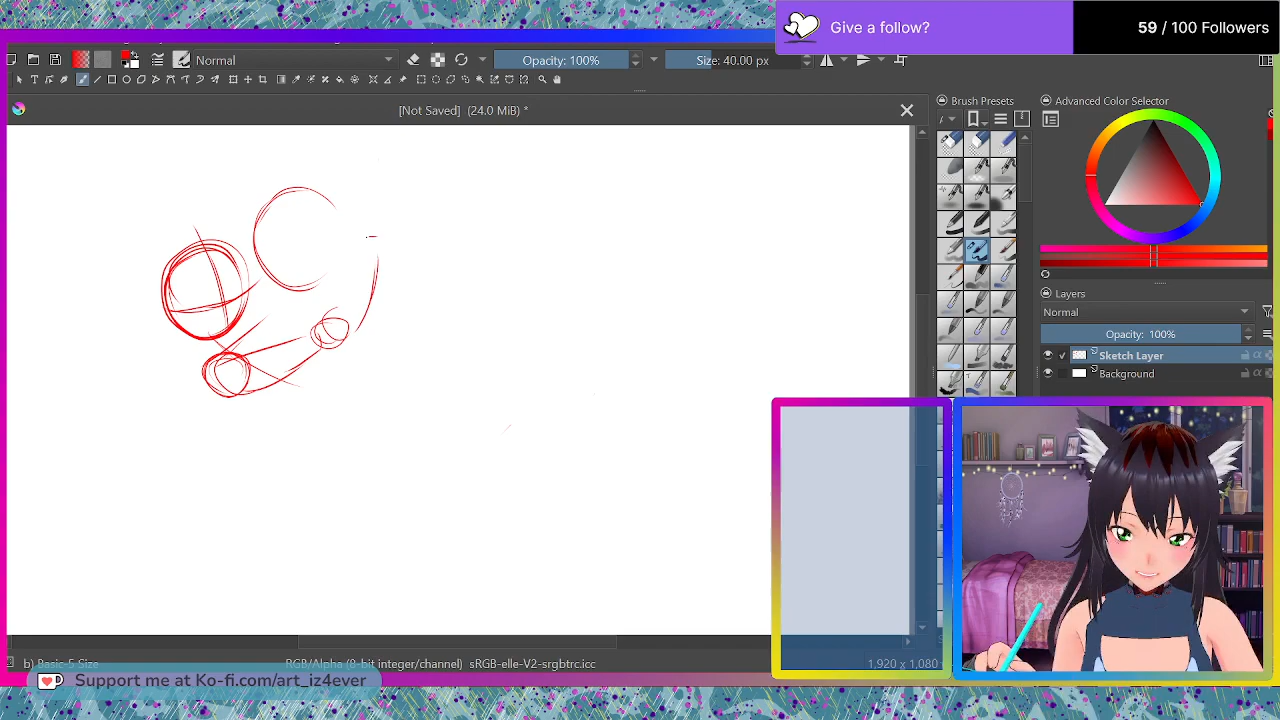 Give a follow?
59 / 100 Followers
Normal
Opacity: 100%
Size: 40.00 px
[Not Saved] (24.0 MiB) *
Brush Presets
Advanced Color Selector
Layers
Normal
Opacity: 100%
Sketch Layer
Background
b) Basic-5 Size
RGB/Alpha (8-bit integer/channel) sRGB-elle-V2-srgbtrc.icc
1,920 x 1,080
Support me at Ko-fi.com/art_iz4ever